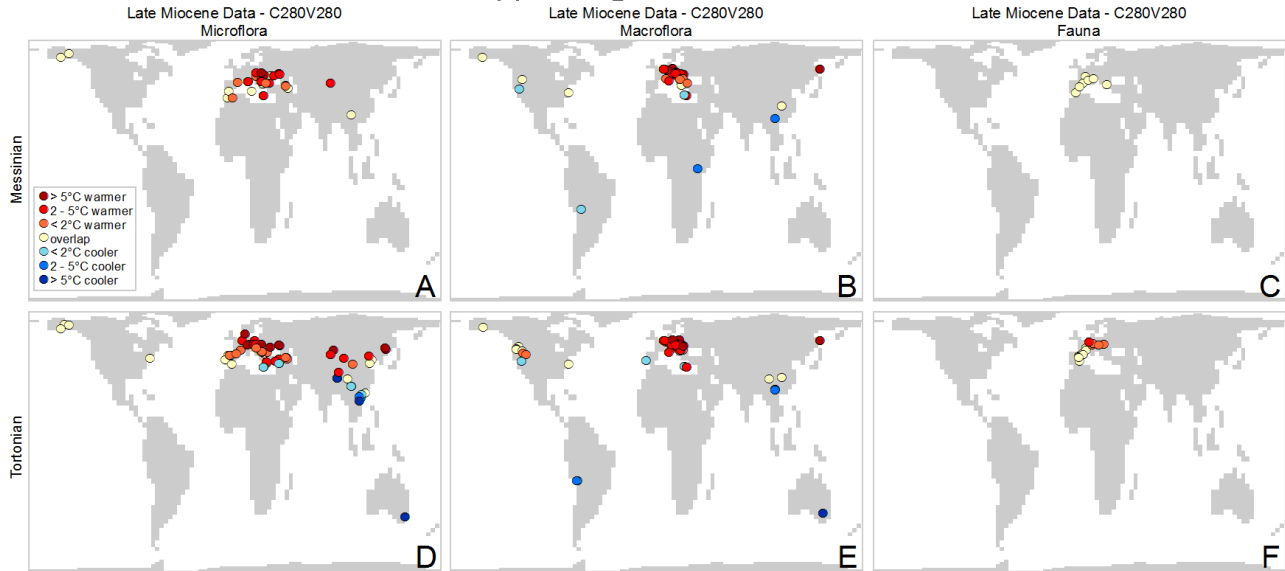 Late Miocene Data - C280V280
Microflora
Late Miocene Data - C280V280
Macroflora
Late Miocene Data - C280V280
Fauna
Messinian
> 5°C warmer
2 - 5°C warmer
< 2°C warmer
overlap
< 2°C cooler
2 - 5°C cooler
> 5°C cooler
A
B
C
Tortonian
D
E
F